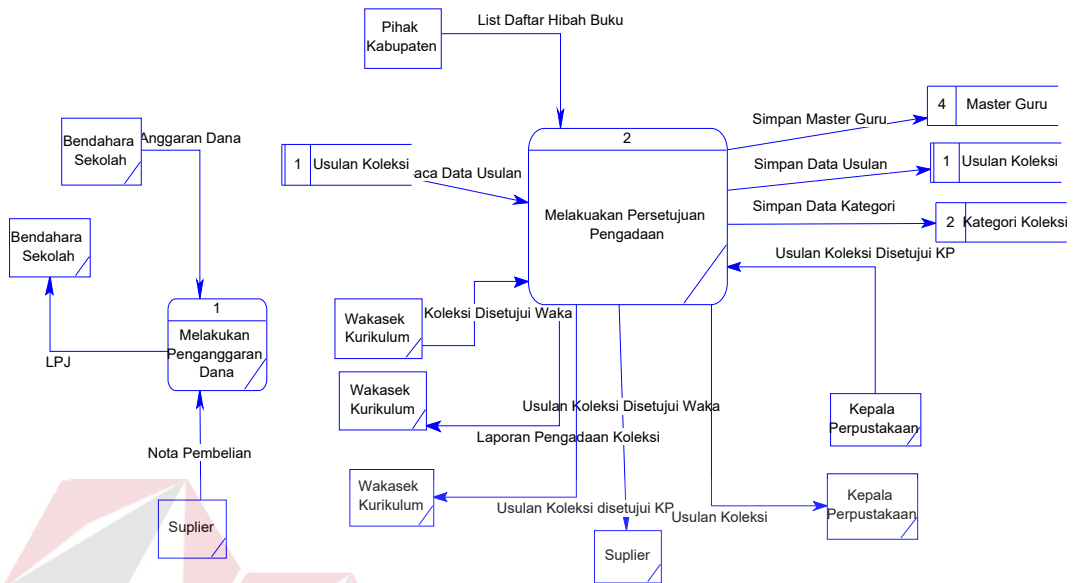 Pihak
Kabupaten
List Daftar Hibah Buku
4 Master Guru
Simpan Master Guru
Bendahara
Sekolah
Anggaran Dana
2
1 Usulan Koleksi
aca Data Usulan
Simpan Data Usulan
1 Usulan Koleksi
Melakuakan Persetujuan
Pengadaan
Simpan Data Kategori
2 Kategori Koleksi
Bendahara
Sekolah
Usulan Koleksi Disetujui KP
1
Melakukan
Penganggaran
Dana
LPJ
Wakasek
Kurikulum
Koleksi Disetujui Waka
Wakasek
Kurikulum
Usulan Koleksi Disetujui Waka
Laporan Pengadaan Koleksi
Kepala
Perpustakaan
Nota Pembelian
Wakasek
Kurikulum
Usulan Koleksi disetujui KP
Usulan Koleksi
Kepala
Perpustakaan
Suplier
Suplier